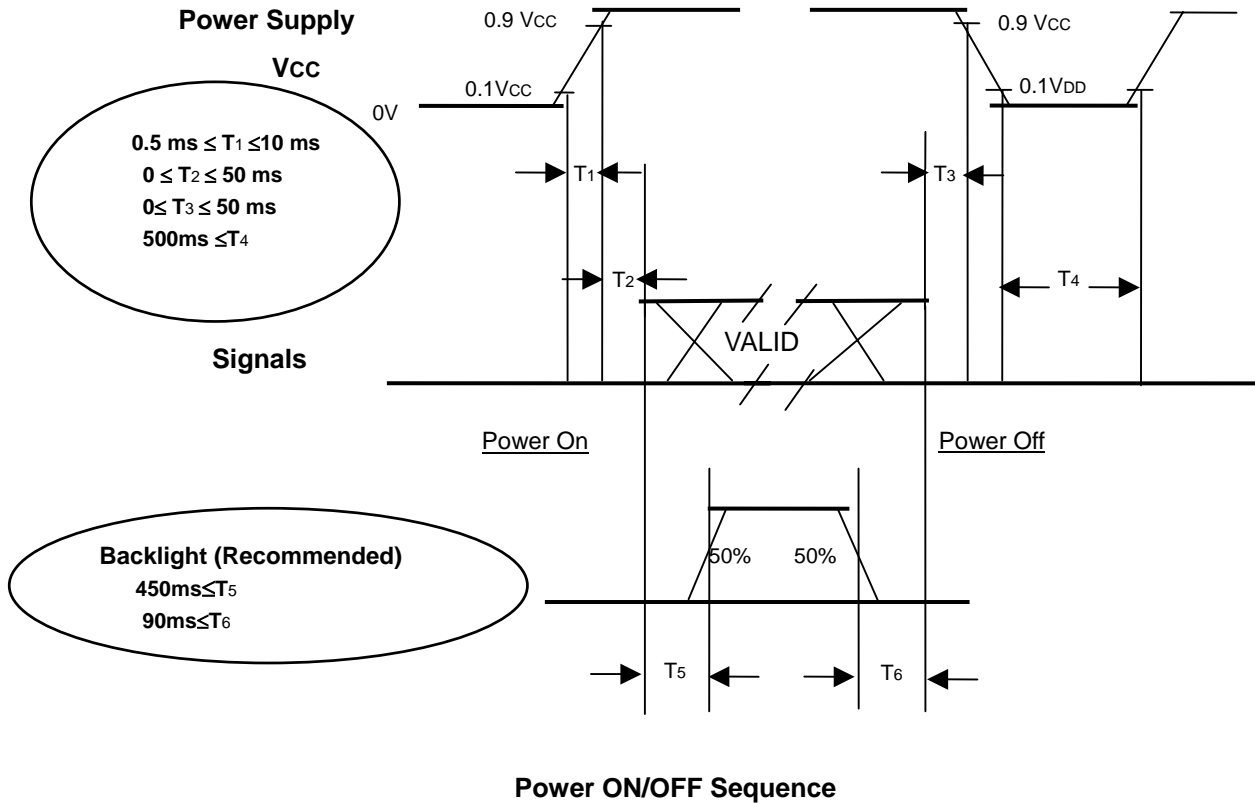 Power Supply
VCC
0V
0.1VCC
0.9 VCC
0.9 VCC
0.1VDD
0.5 ms ≤ T1 ≤10 ms
0 ≤ T2 ≤ 50 ms
0≤ T3 ≤ 50 ms
500ms ≤T4
T1
T3
T2
T4
VALID
Signals
Power On
Power Off
Backlight (Recommended)
450ms≤T5
90ms≤T6
50%
50%
T5
T6
Power ON/OFF Sequence